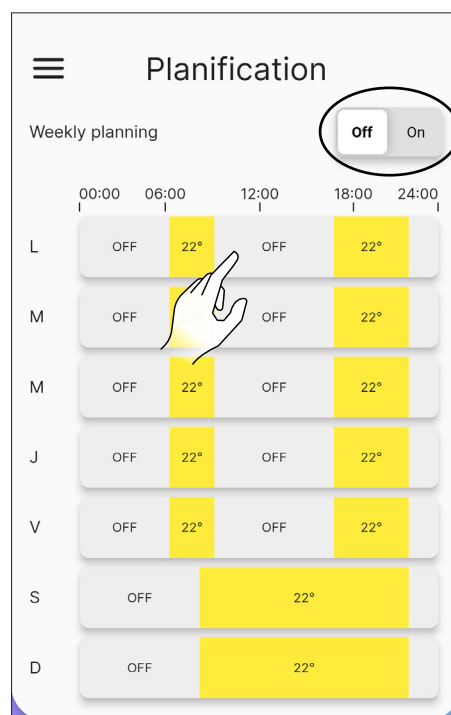 Planification
Weekly planning Off On
00:00 06:00 12:00 18:00 24:00
L OFF 22° OFF 22°
M OFF OFF 22°
M OFF 22° OFF 22°
J OFF 22° OFF 22°
V OFF 22° OFF 22°
S OFF 22°
D OFF 22°